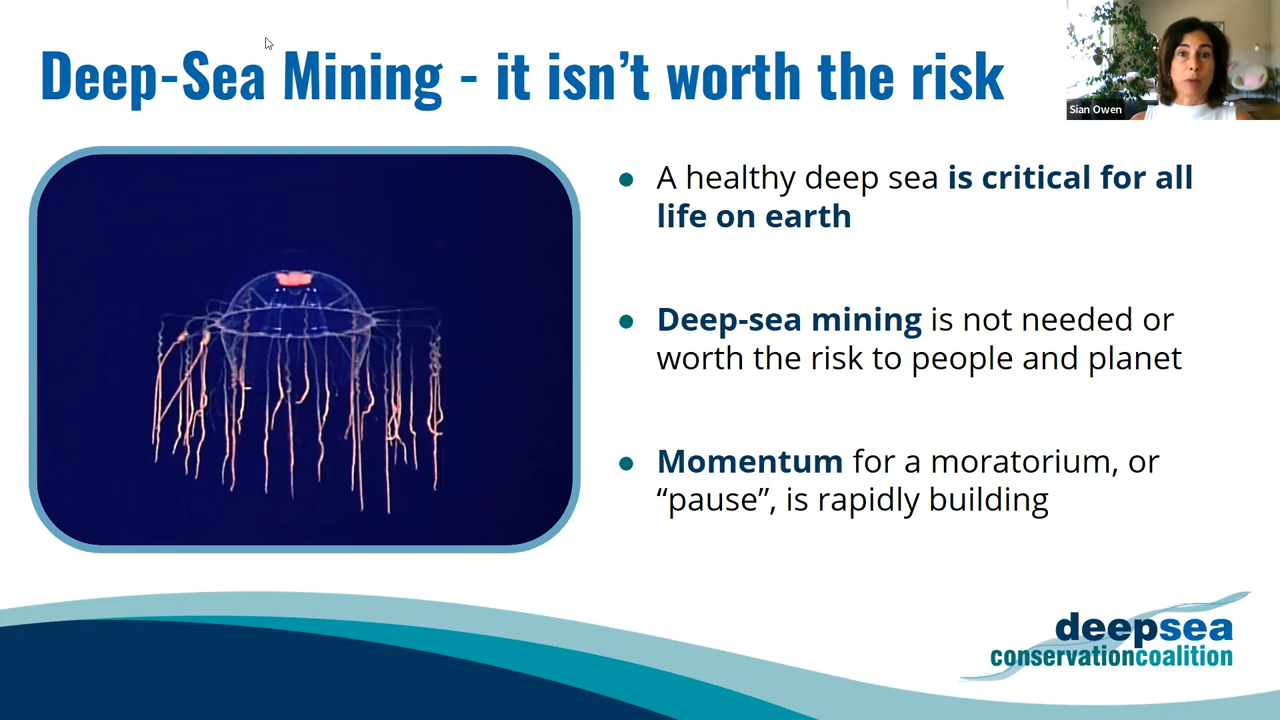 Deep-Sea Mining - it isn’t worth the risk
Sian Owen
● A healthy deep sea is critical for all
life on earth
● Deep-sea mining is not needed or
worth the risk to people and planet
● Momentum for a moratorium, or
“pause”, is rapidly building
deepsea
conservationcoalition